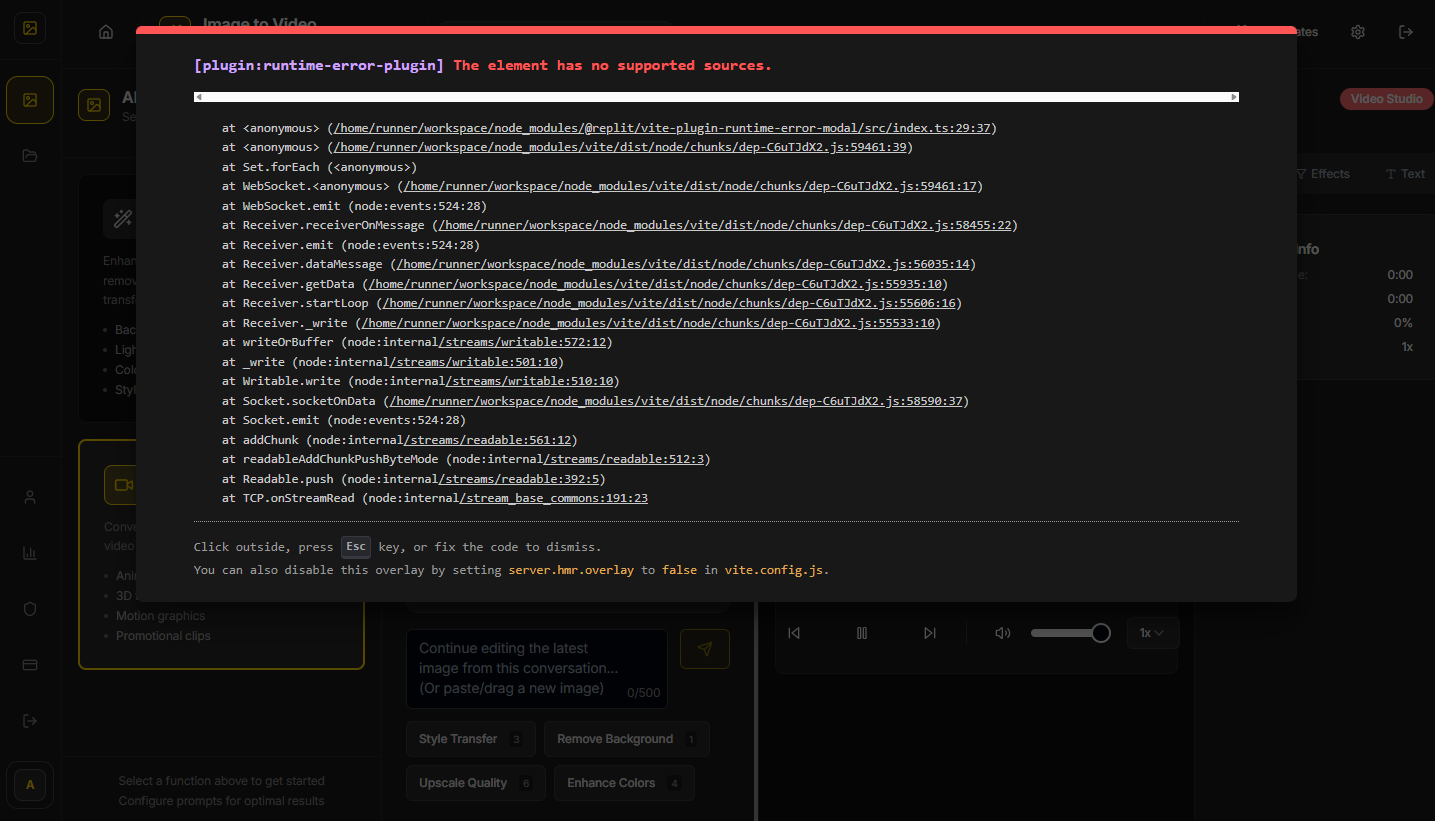 Image to Video
ates
[plugin:runtime-error-plugin] The element has no supported sources.
at <anonymous> (/home/runner/workspace/node_modules/@replit/vite-plugin-runtime-error-modal/src/index.ts:29:37)
at <anonymous> (/home/runner/workspace/node_modules/vite/dist/node/chunks/dep-C6uTJdX2.js:59461:39)
at Set.forEach (<anonymous>)
at WebSocket.<anonymous> (/home/runner/workspace/node_modules/vite/dist/node/chunks/dep-C6uTJdX2.js:59461:17)
at WebSocket.emit (node:events:524:28)
at Receiver.receiverOnMessage (/home/runner/workspace/node_modules/vite/dist/node/chunks/dep-C6uTJdX2.js:58455:22)
at Receiver.emit (node:events:524:28)
at Receiver.dataMessage (/home/runner/workspace/node_modules/vite/dist/node/chunks/dep-C6uTJdX2.js:56035:14)
at Receiver.getData (/home/runner/workspace/node_modules/vite/dist/node/chunks/dep-C6uTJdX2.js:55935:10)
at Receiver.startLoop (/home/runner/workspace/node_modules/vite/dist/node/chunks/dep-C6uTJdX2.js:55606:16)
at Receiver._write (/home/runner/workspace/node_modules/vite/dist/node/chunks/dep-C6uTJdX2.js:55533:10)
at writeOrBuffer (node:internal/streams/writable:572:12)
at _write (node:internal/streams/writable:501:10)
at Writable.write (node:internal/streams/writable:510:10)
at Socket.socketOnData (/home/runner/workspace/node_modules/vite/dist/node/chunks/dep-C6uTJdX2.js:58590:37)
at Socket.emit (node:events:524:28)
at addChunk (node:internal/streams/readable:561:12)
at readableAddChunkPushByteMode (node:internal/streams/readable:512:3)
at Readable.push (node:internal/streams/readable:392:5)
at TCP.onStreamRead (node:internal/stream_base_commons:191:23
Click outside, press Esc key, or fix the code to dismiss.
You can also disable this overlay by setting server.hmr.overlay to false in vite.config.js.
Video Studio
Effects
Text
nfo
e: 0:00
0:00
0%
1x
Enhan
remov
transf
Bac
Ligh
Colo
Styl
Conve
video
Ani
3D
Motion graphics
Promotional clips
Select a function above to get started
Configure prompts for optimal results
A
Continue editing the latest
image from this conversation...
(Or paste/drag a new image)
0/500
Style Transfer 3
Remove Background 1
Upscale Quality 6
Enhance Colors 4
1x